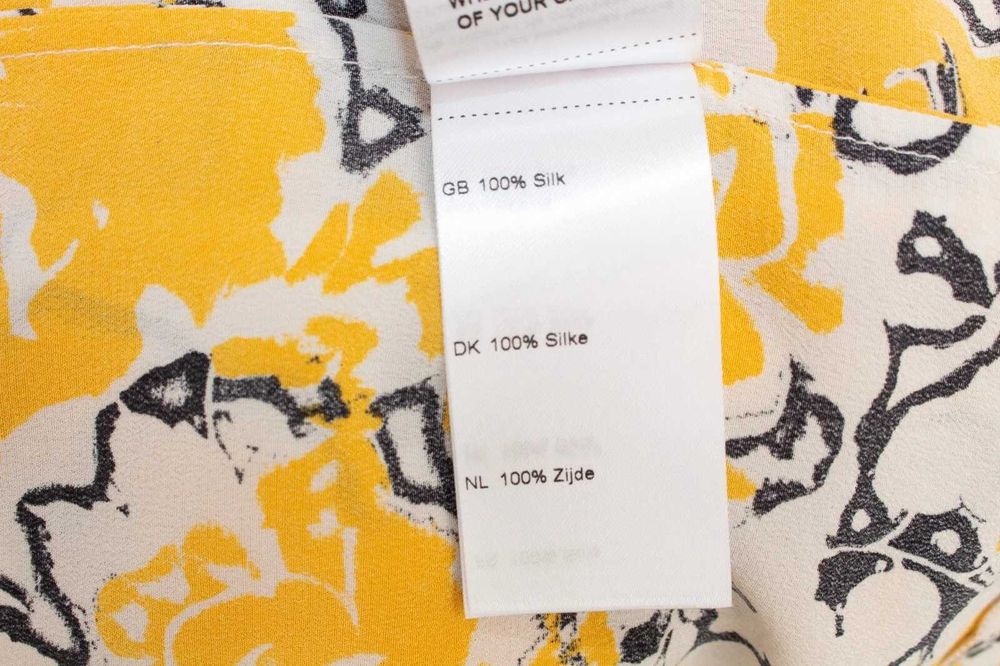 OF YOUR
GB 100% Silk
DK 100% Silke
NL 100% Zijde